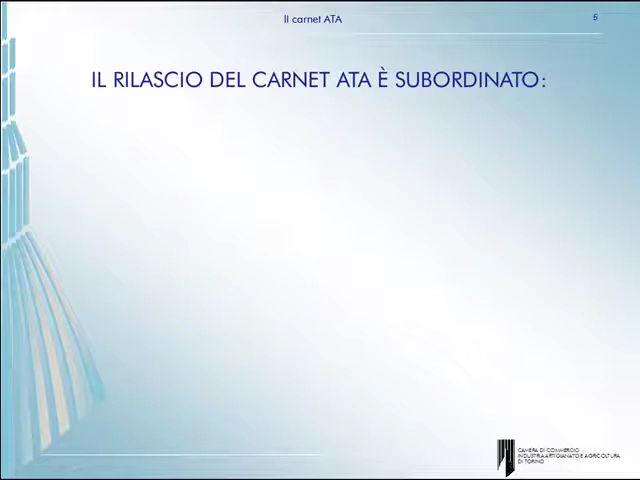 Il carnet ATA
5
IL RILASCIO DEL CARNET ATA È SUBORDINATO:
CAMERA DI COMMERCIO
INDUSTRIA ARTIGIANATO E AGRICOLTURA
DI TORINO